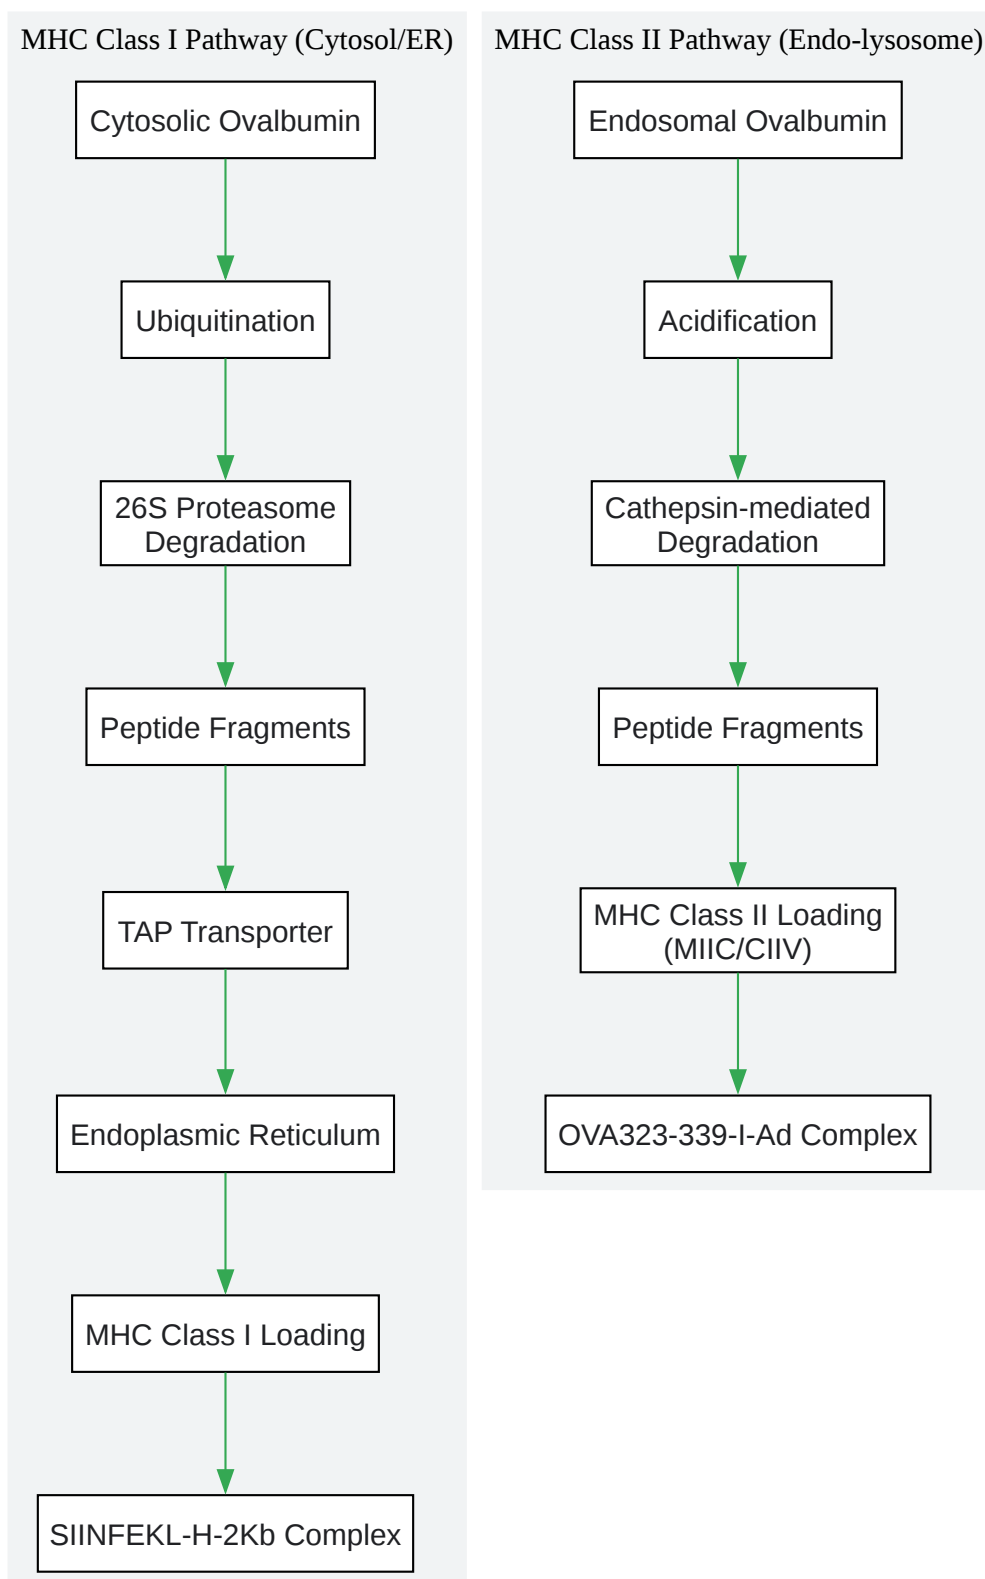 MHC Class I Pathway (Cytosol/ER)
Cytosolic Ovalbumin
Ubiquitination
26S Proteasome
Degradation
Peptide Fragments
TAP Transporter
Endoplasmic Reticulum
MHC Class I Loading
SIINFEKL-H-2Kb Complex
MHC Class II Pathway (Endo-lysosome)
Endosomal Ovalbumin
Acidification
Cathepsin-mediated
Degradation
Peptide Fragments
MHC Class II Loading
(MIIC/CIIV)
OVA323-339-I-Ad Complex